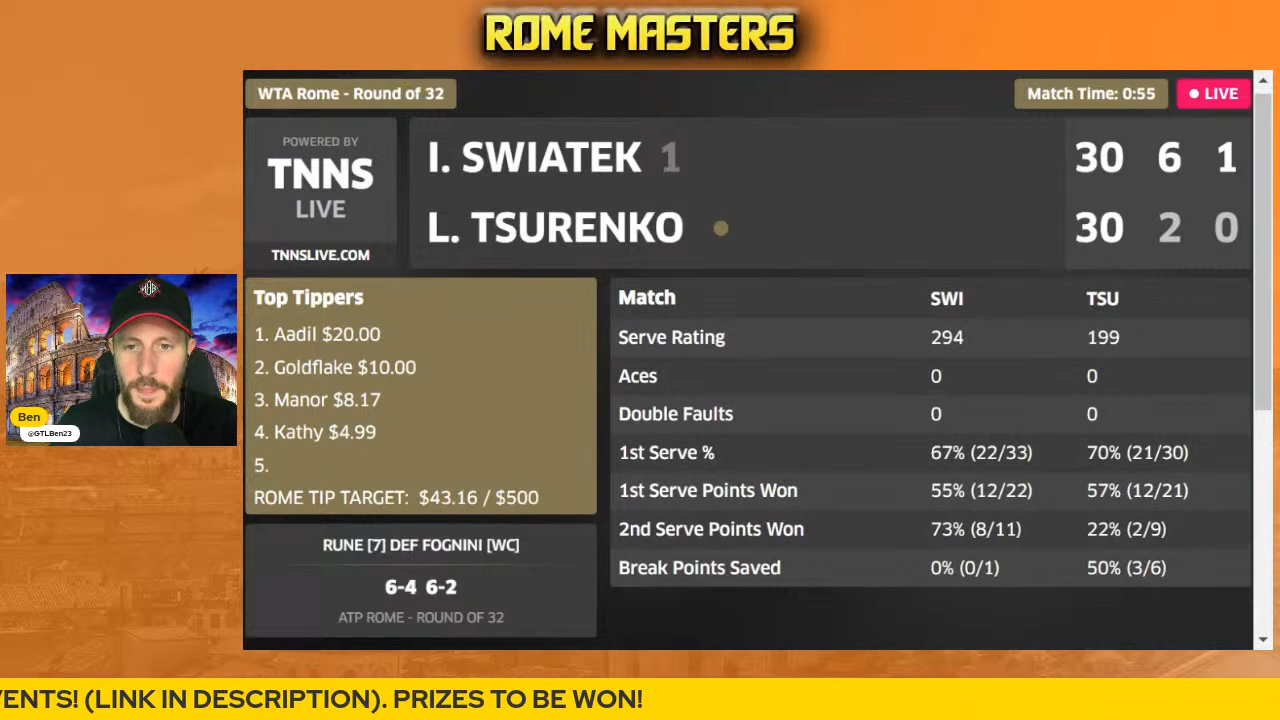 ROME MASTERS
WTA Rome - Round of 32
Match Time: 0:55
LIVE
POWERED BY
TNNS
LIVE
TNNSLIVE.COM
I. SWIATEK 1 30 6 1
L. TSURENKO 30 2 0
Top Tippers
1. Aadil $20.00
2. Goldflake $10.00
3. Manor $8.17
4. Kathy $4.99
5.
ROME TIP TARGET: $43.16 / $500
RUNE [7] DEF FOGNINI [WC]
6-4 6-2
ATP ROME - ROUND OF 32
Match SWI TSU
Serve Rating 294 199
Aces 0 0
Double Faults 0 0
1st Serve % 67% (22/33) 70% (21/30)
1st Serve Points Won 55% (12/22) 57% (12/21)
2nd Serve Points Won 73% (8/11) 22% (2/9)
Break Points Saved 0% (0/1) 50% (3/6)
Ben
@GTLBen23
VENTS! (LINK IN DESCRIPTION). PRIZES TO BE WON!